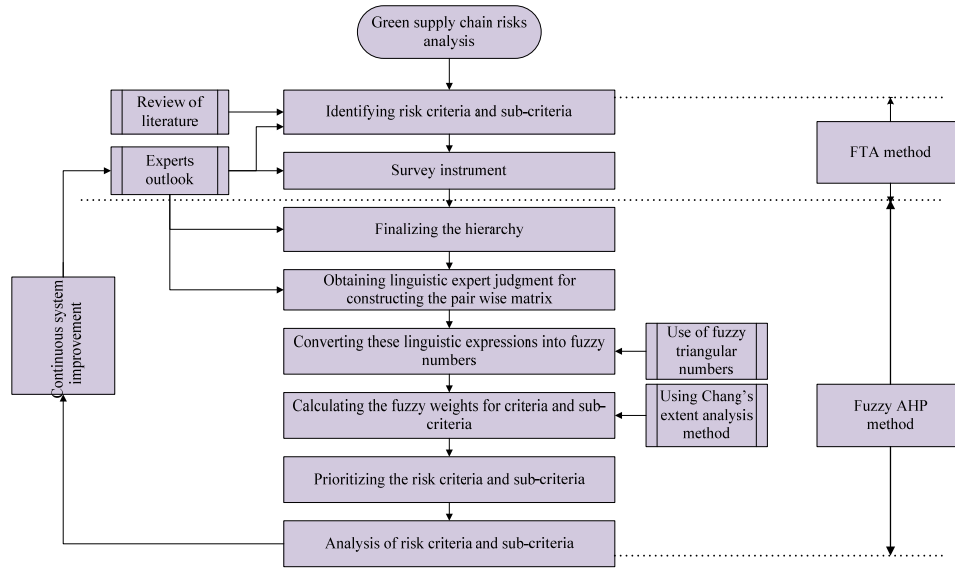 Green supply chain risks
analysis
Review of
literature
Identifying risk criteria and sub-criteria
FTA method
Experts
outlook
Survey instrument
Finalizing the hierarchy
Obtaining linguistic expert judgment for
constructing the pair wise matrix
Continuous system
improvement
Converting these linguistic expressions into fuzzy
numbers
Use of fuzzy
triangular
numbers
Calculating the fuzzy weights for criteria and sub-
criteria
Using Chang's
extent analysis
method
Fuzzy AHP
method
Prioritizing the risk criteria and sub-criteria
Analysis of risk criteria and sub-criteria